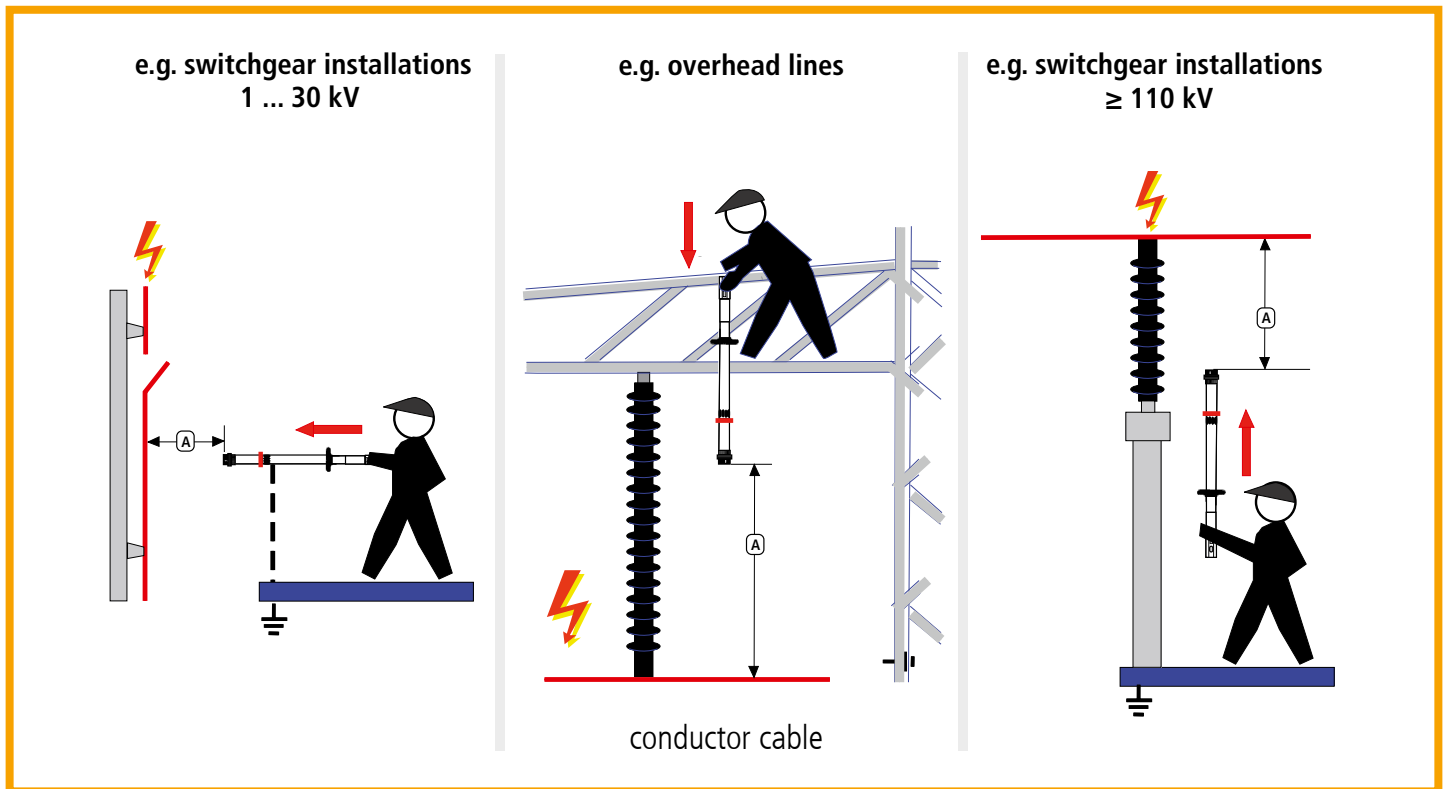 e.g. switchgear installations
1 ... 30 kV
A
e.g. overhead lines
A
conductor cable
e.g. switchgear installations
≥ 110 kV
A